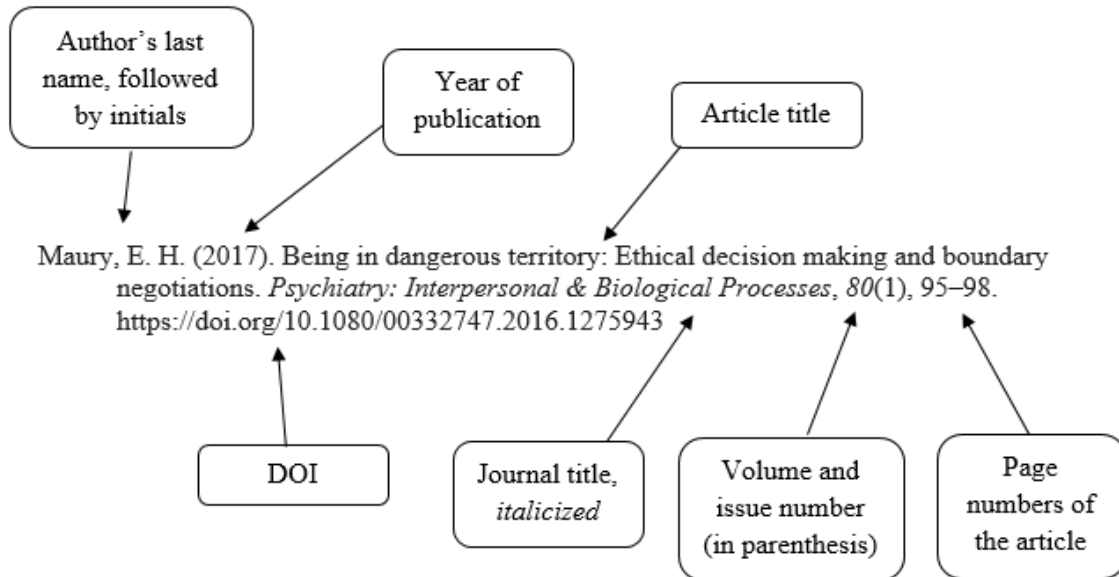 Author's last
name, followed
by initials
Year of
publication
Article title
Maury, E. H. (2017). Being in dangerous territory: Ethical decision making and boundary
negotiations. Psychiatry: Interpersonal & Biological Processes, 80(1), 95–98.
https://doi.org/10.1080/00332747.2016.1275943
DOI
Journal title,
italicized
Volume and
issue number
(in parenthesis)
Page
numbers of
the article